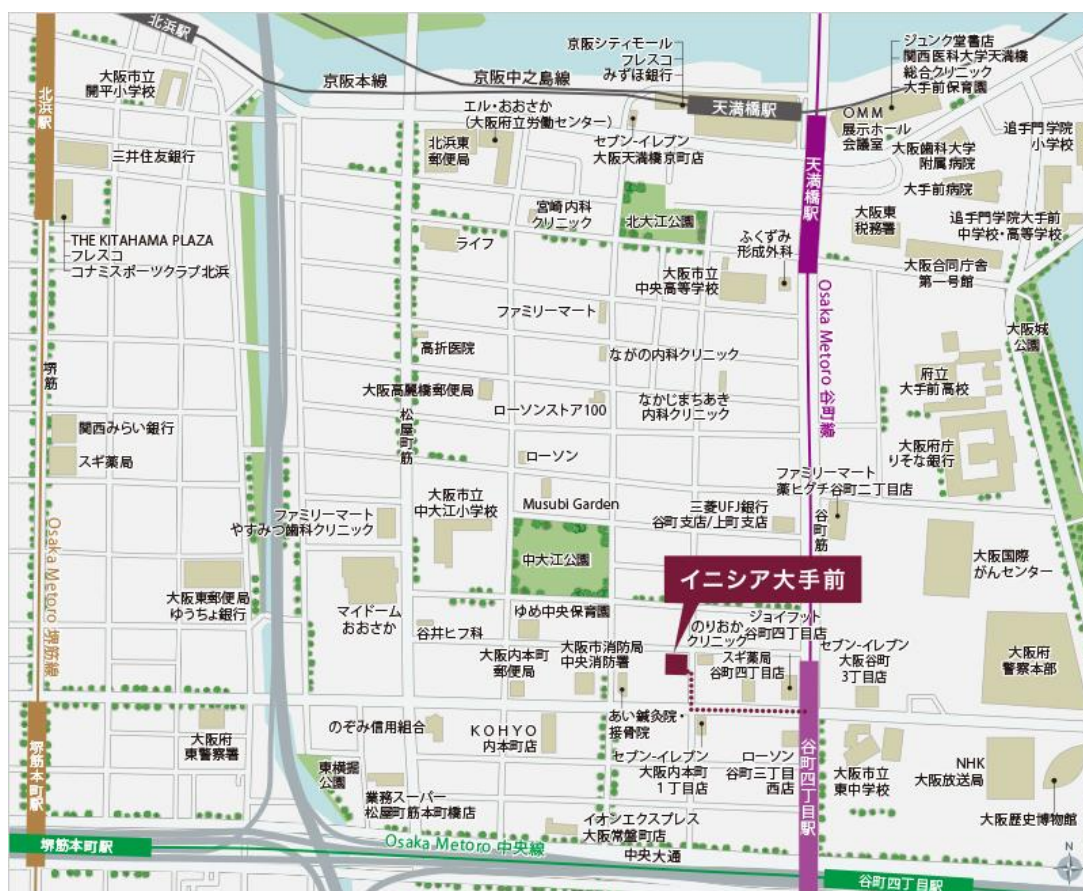 北浜駅
大阪市立
開平小学校
北浜駅
三井住友銀行
THE KITAHAMA PLAZA
フレスコ
コナミスポーツクラブ北浜
京阪本線
京阪中之島線
京阪シティモール
フレスコ
みずほ銀行
天満橋駅
ジュンク堂書店
関西医科大学天満橋
総合クリニック
大手前保育園
OMM
展示ホール
会議室
追手門学院
小学校
大阪歯科大学
附属病院
大手前病院
エル・おおさか
(大阪府立労働センター)
北浜東
郵便局
セブン-イレブン
大阪天満橋京町店
天満橋駅
宮崎内科
クリニック
北大江公園
ライフ
ふくずみ
形成外科
大阪東
税務署
追手門学院大手前
中学校・高等学校
大阪市立
中央高等学校
大阪合同庁舎
第一号館
Osaka Metoro 谷町線
ファミリーマート
大阪城
公園
高折医院
ながの内科クリニック
堺筋
大阪高麗橋郵便局
松屋町筋
ローソンストア100
なかじまちあき
内科クリニック
府立
大手前高校
関西みらい銀行
スギ薬局
ローソン
大阪府庁
りそな銀行
ファミリーマート
薬ヒグチ谷町二丁目店
大阪市立
中大江小学校
Musubi Garden
三菱UFJ銀行
谷町支店/上町支店
谷町筋
ファミリーマート
やすみつ歯科クリニック
Osaka Metoro 堺筋線
中大江公園
大阪国際
がんセンター
イニシア大手前
大阪東郵便局
ゆうちょ銀行
マイドーム
おおさか
谷井ヒフ科
ゆめ中央保育園
のりおか
クリニック
ジョイフット
谷町四丁目店
大阪内本町
郵便局
大阪市消防局
中央消防署
スギ薬局
谷町四丁目店
セブン-イレブン
大阪谷町
3丁目店
大阪府
警察本部
堺筋本町駅
大阪府
東警察署
のぞみ信用組合
KOHYO
内本町店
あい鍼灸院・
接骨院
谷町四丁目駅
東横堀
公園
業務スーパー
松屋町筋本町橋店
セブン-イレブン
大阪内本町
1丁目店
ローソン
谷町三丁目
西店
大阪市立
東中学校
NHK
大阪放送局
大阪歴史博物館
イオンエクスプレス
大阪常盤町店
堺筋本町駅
Osaka Metoro 中央線
中央大通
谷町四丁目駅
N